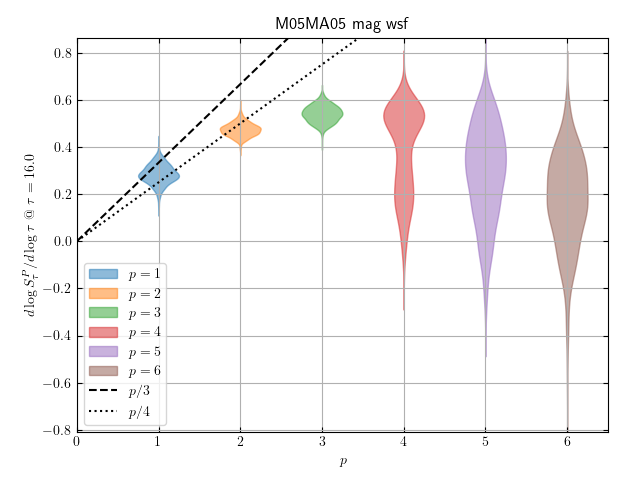 M05MA05 mag wsf
d log S_τ^P / d log τ @ τ = 16.0
0.8
0.6
0.4
0.2
0.0
−0.2
−0.4
−0.6
−0.8
p = 1
p = 2
p = 3
p = 4
p = 5
p = 6
p/3
p/4
0 1 2 3 4 5 6
p